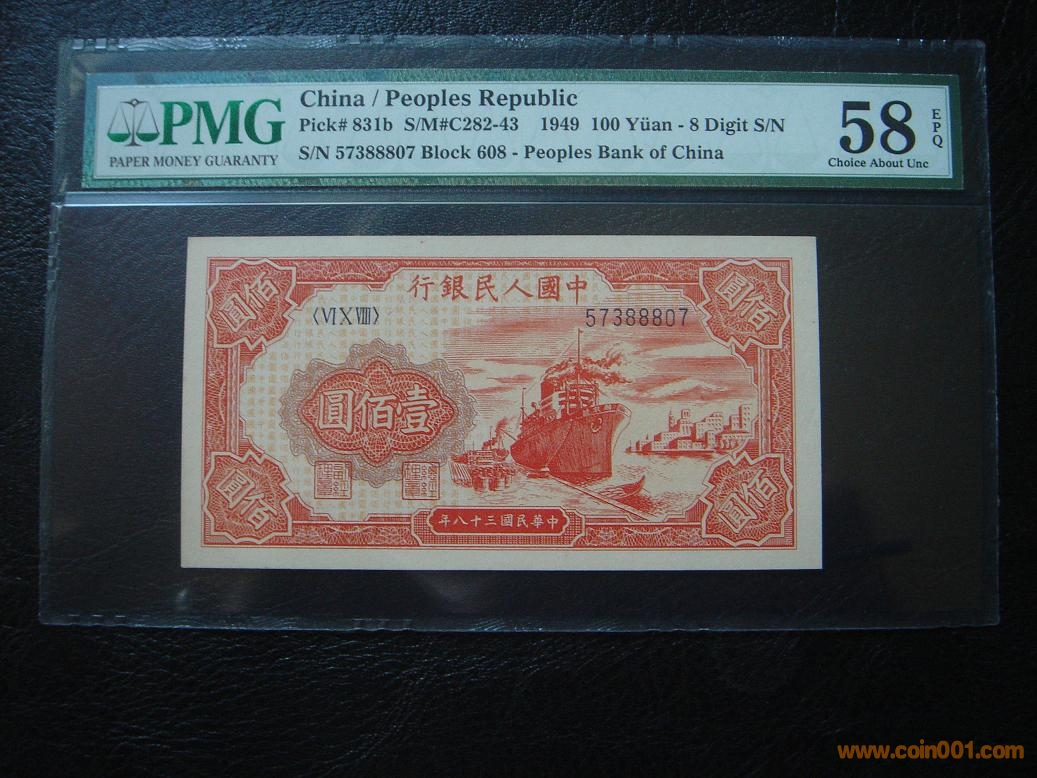 PMG
PAPER MONEY GUARANTY
China / Peoples Republic
Pick# 831b S/M#C282-43 1949 100 Yüan - 8 Digit S/N
S/N 57388807 Block 608 - Peoples Bank of China
58
EPQ
Choice About Unc
行銀民人國中
〈VI X VIII〉
57388807
圓佰
圓佰
圓佰壹
圓佰
圓佰
年八十三國民華中
www.coin001.com